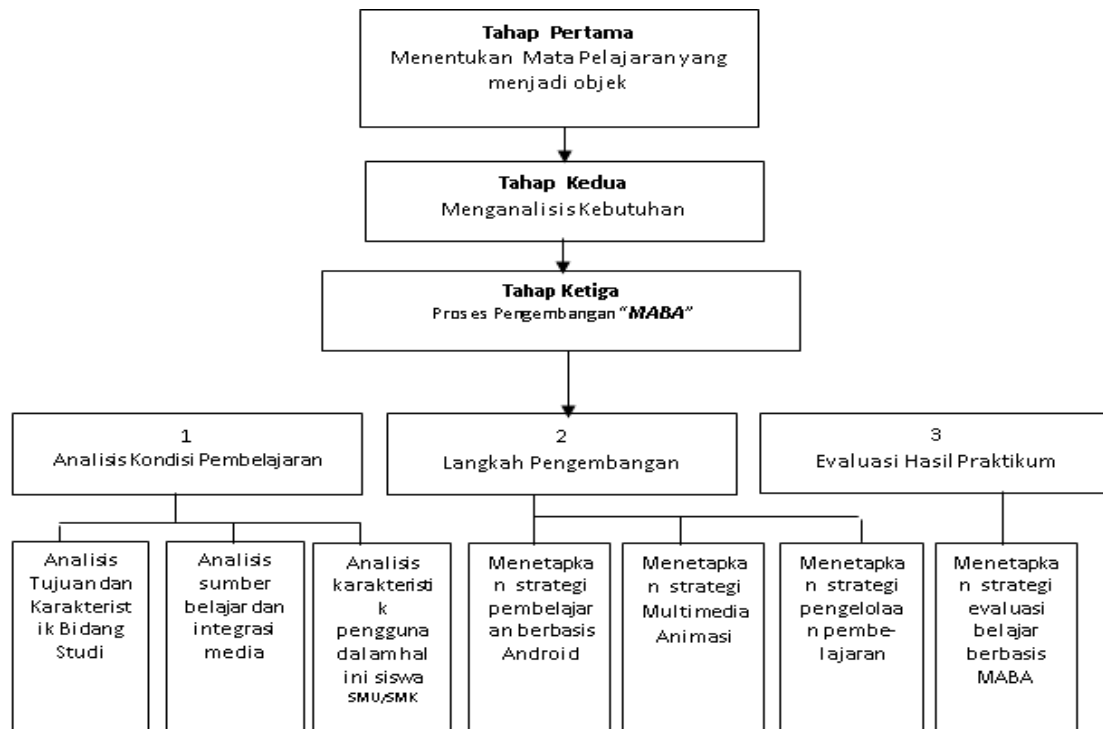 Tahap Pertama
Menentukan Mata Pelajaran yang
menjadi objek
Tahap Kedua
Menganalisis Kebutuhan
Tahap Ketiga
Proses Pengembangan “MABA”
1
Analisis Kondisi Pembelajaran
2
Langkah Pengembangan
3
Evaluasi Hasil Praktikum
Analisis
Tujuan dan
Karakterist
ik Bidang
Studi
Analisis
sumber
belajar dan
integrasi
media
Analisis
karakteristi
k
pengguna
dalam hal
ini siswa
SMU/SMK
Menetapka
n strategi
pembelajar
an berbasis
Android
Menetapka
n strategi
Multimedia
Animasi
Menetapka
n strategi
pengelolaa
n pembe-
lajaran
Menetapka
n strategi
evaluasi
belajar
berbasis
MABA